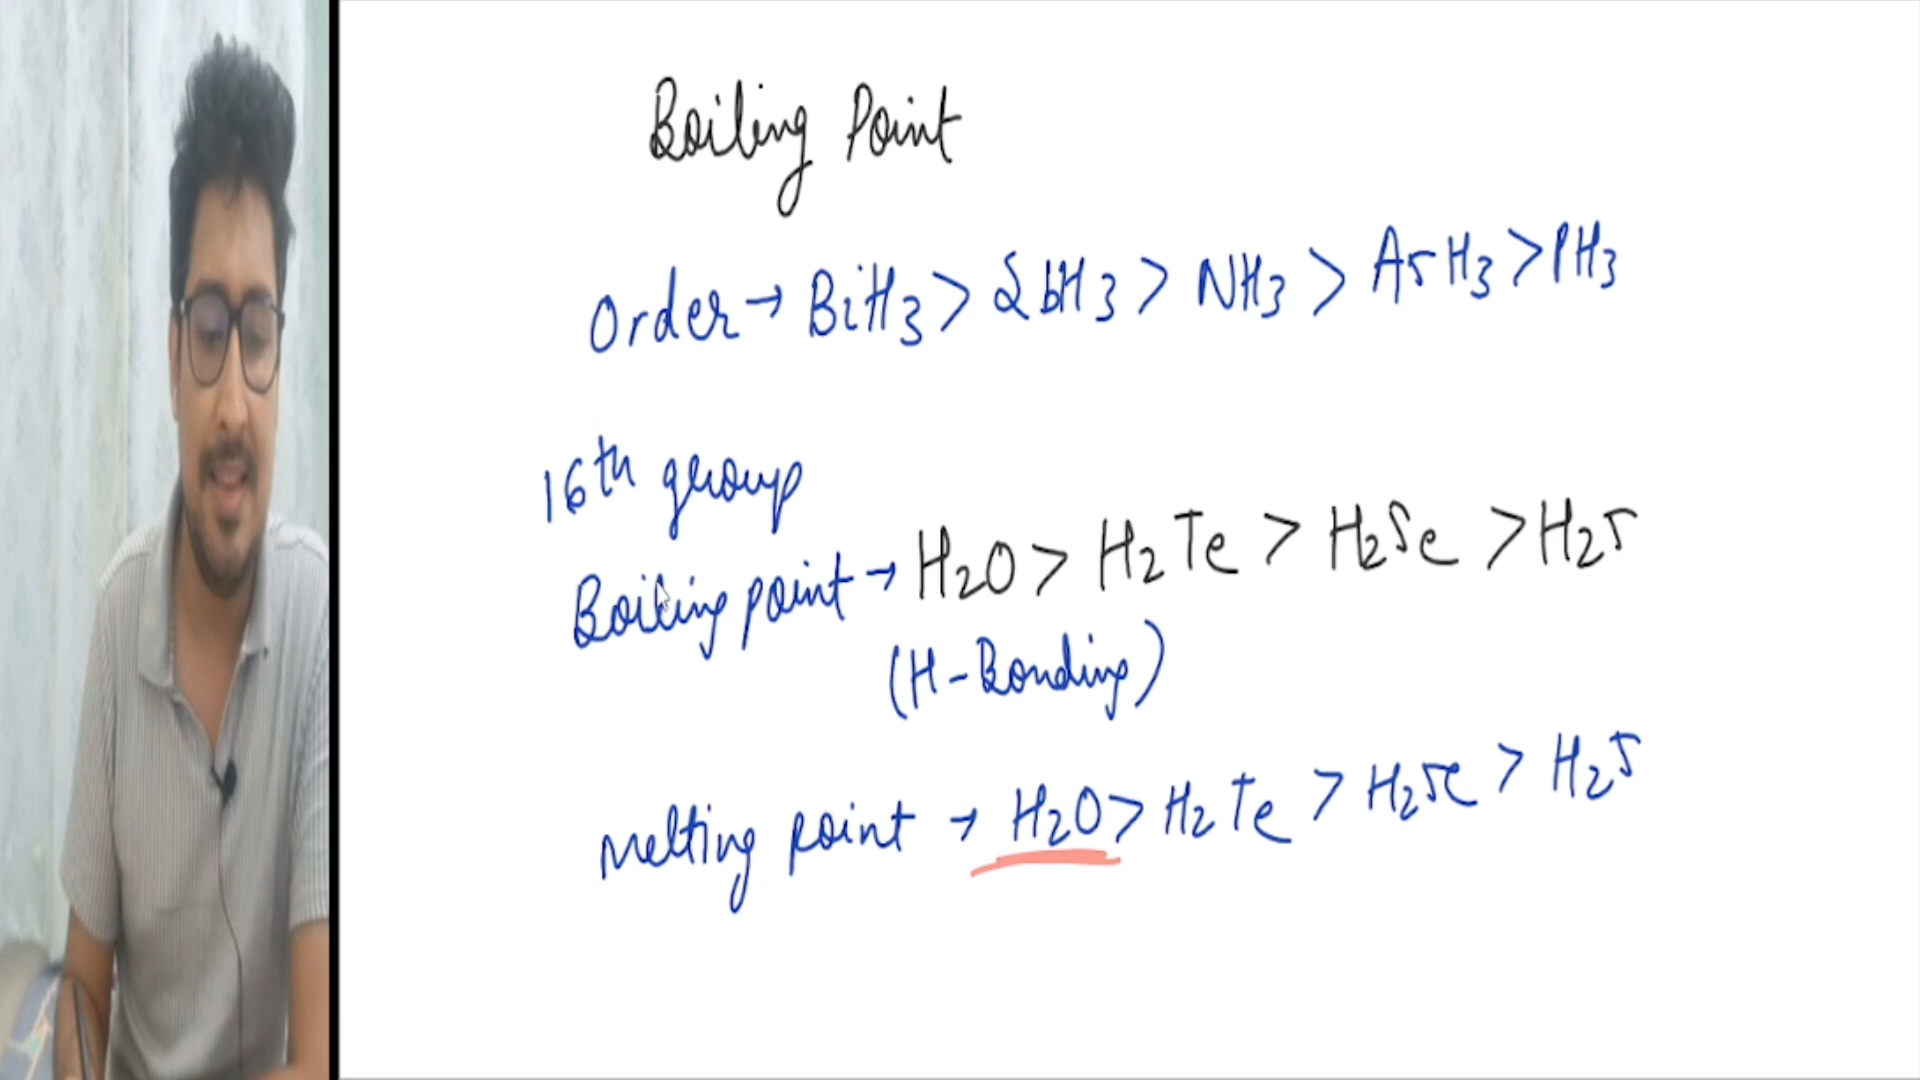 Boiling Point
Order → BiH3 > SbH3 > NH3 > AsH3 > PH3
16th group
Boiling point → H2O > H2Te > H2Se > H2S
(H-Bonding)
Melting point → H2O > H2Te > H2Se > H2S